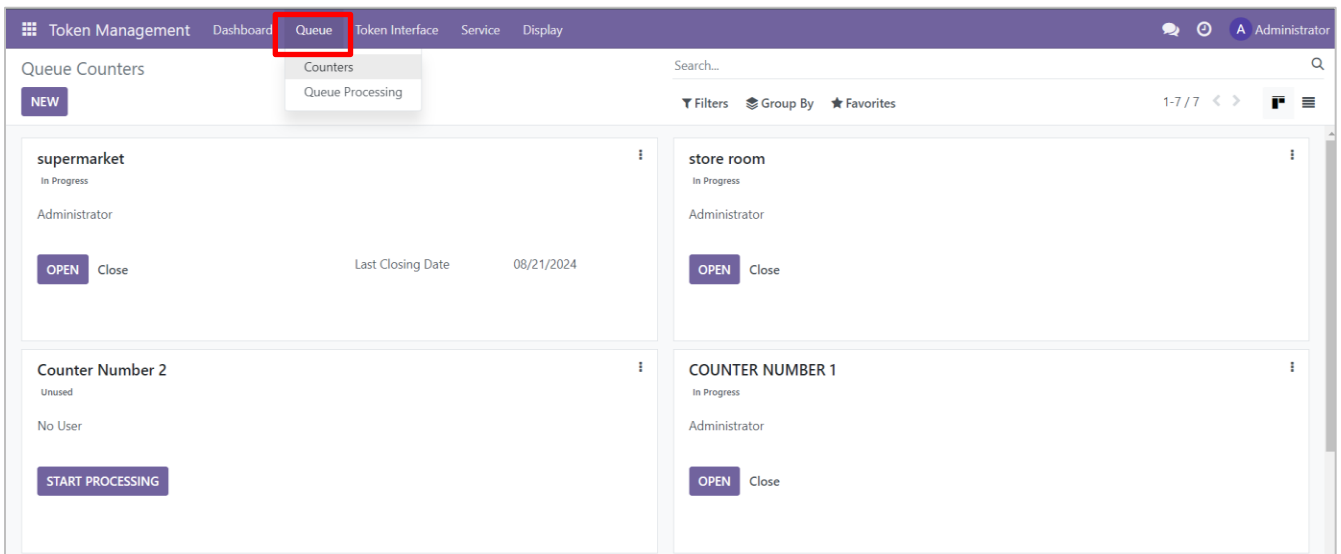 Token Management Dashboard Queue Token Interface Service Display A Administrator
Queue Counters
NEW
Counters
Queue Processing
Search...
Filters Group By Favorites 1-7 / 7
supermarket
In Progress
Administrator
OPEN Close Last Closing Date 08/21/2024
store room
In Progress
Administrator
OPEN Close
Counter Number 2
Unused
No User
START PROCESSING
COUNTER NUMBER 1
In Progress
Administrator
OPEN Close